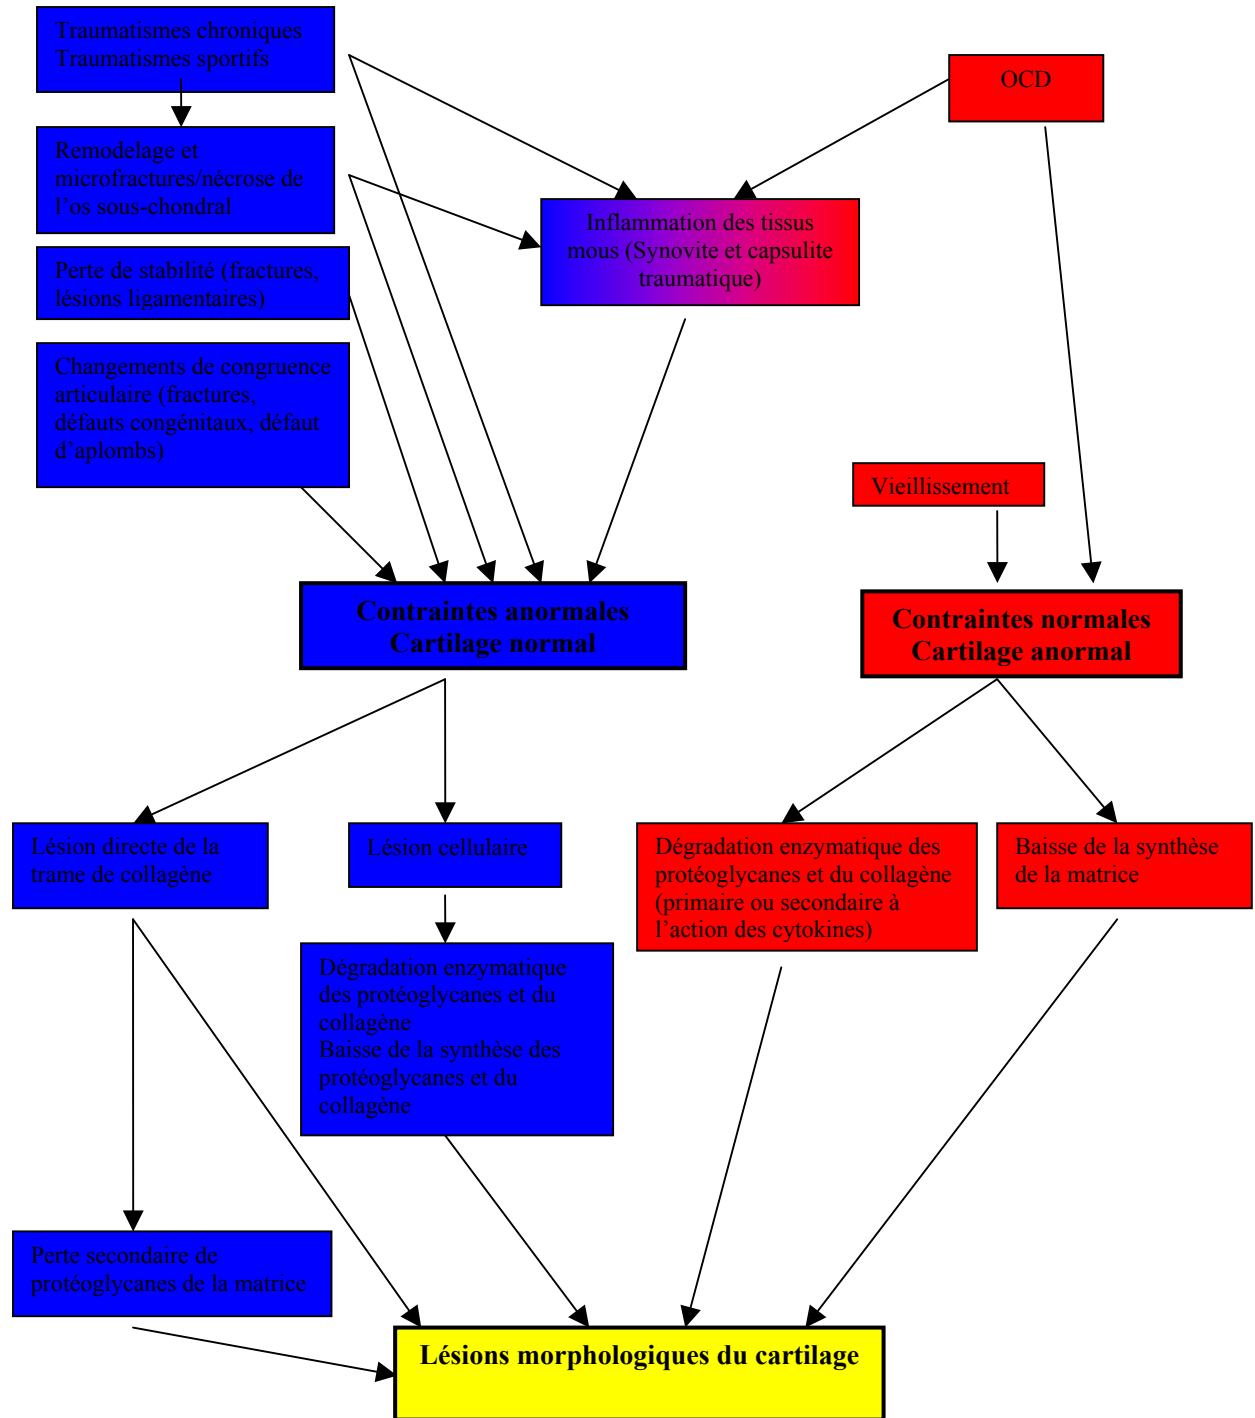 Traumatismes chroniques
Traumatismes sportifs
OCD
Remodelage et
microfractures/nécrose de
l'os sous-chondral
Inflammation des tissus
mous (Synovite et capsulite
traumatique)
Perte de stabilité (fractures,
lésions ligamentaires)
Changements de congruence
articulaire (fractures,
défauts congénitaux, défaut
d'aplombs)
Vieillissement
Contraintes anormales
Cartilage normal
Contraintes normales
Cartilage anormal
Lésion directe de la
trame de collagène
Lésion cellulaire
Dégradation enzymatique des
protéoglycanes et du collagène
(primaire ou secondaire à
l'action des cytokines)
Baisse de la synthèse
de la matrice
Dégradation enzymatique
des protéoglycanes et du
collagène
Baisse de la synthèse des
protéoglycanes et du
collagène
Perte secondaire de
protéoglycanes de la matrice
Lésions morphologiques du cartilage